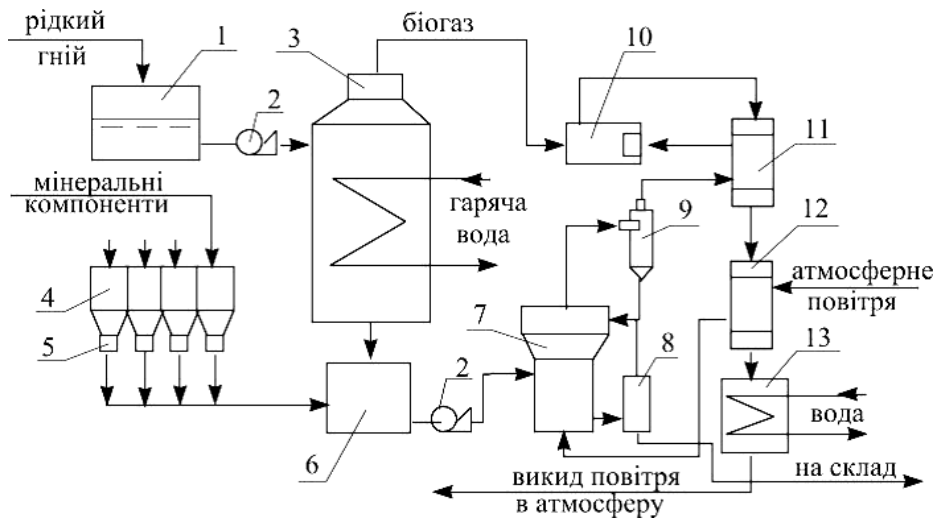 рідкий
гній
1
2
3
біогаз
10
11
мінеральні
компоненти
гаряча
вода
9
12
атмосферне
повітря
4
5
7
8
13
2
6
вода
викид повітря
в атмосферу
на склад